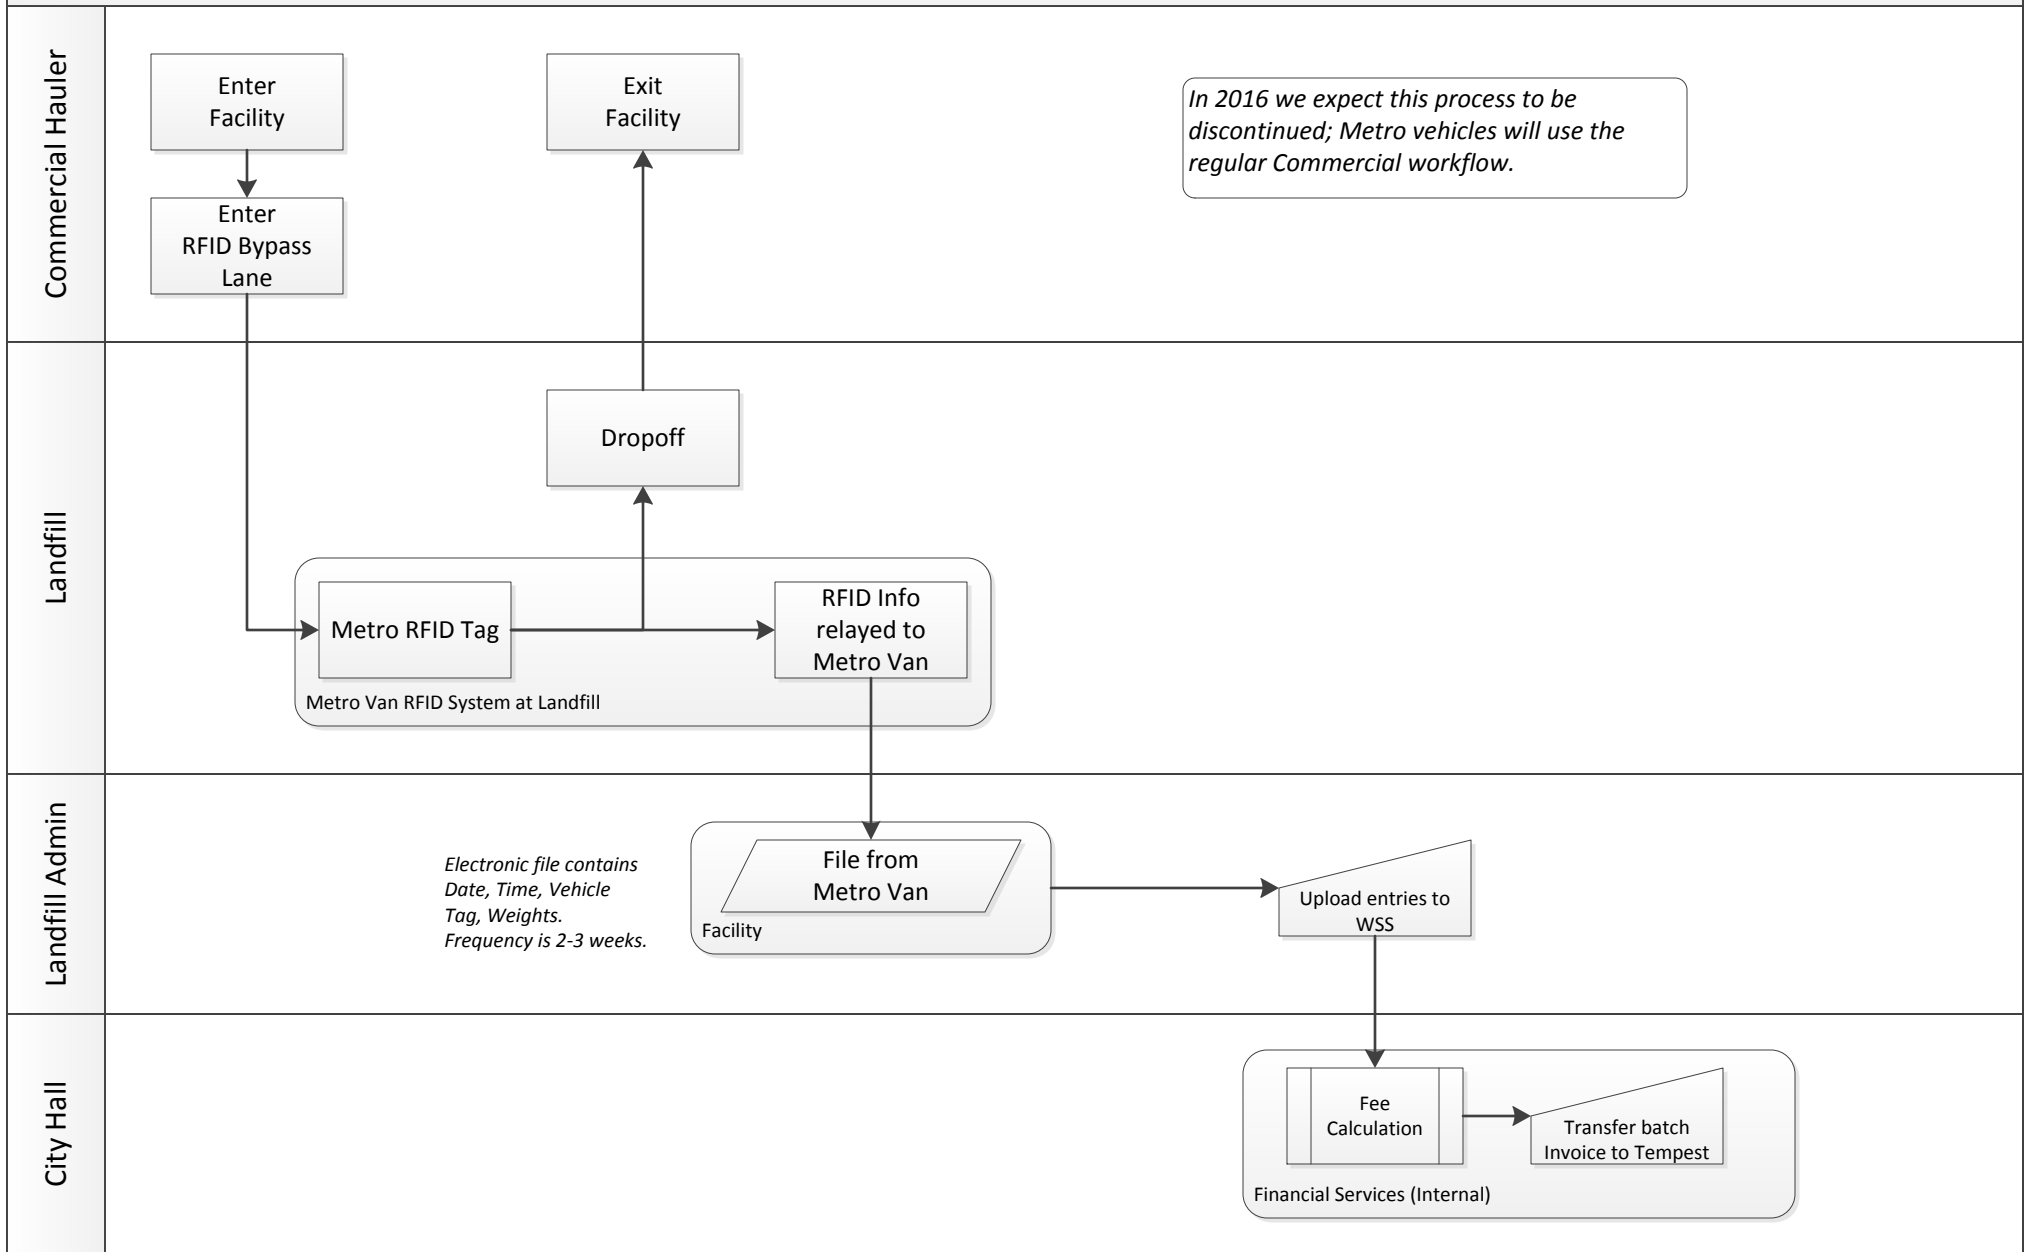 Commercial Hauler
Enter
Facility
Exit
Facility
In 2016 we expect this process to be
discontinued; Metro vehicles will use the
regular Commercial workflow.
Enter
RFID Bypass
Lane
Landfill
Dropoff
Metro RFID Tag
RFID Info
relayed to
Metro Van
Metro Van RFID System at Landfill
Landfill Admin
Electronic file contains
Date, Time, Vehicle
Tag, Weights.
Frequency is 2-3 weeks.
File from
Metro Van
Facility
Upload entries to
WSS
City Hall
Fee
Calculation
Transfer batch
Invoice to Tempest
Financial Services (Internal)